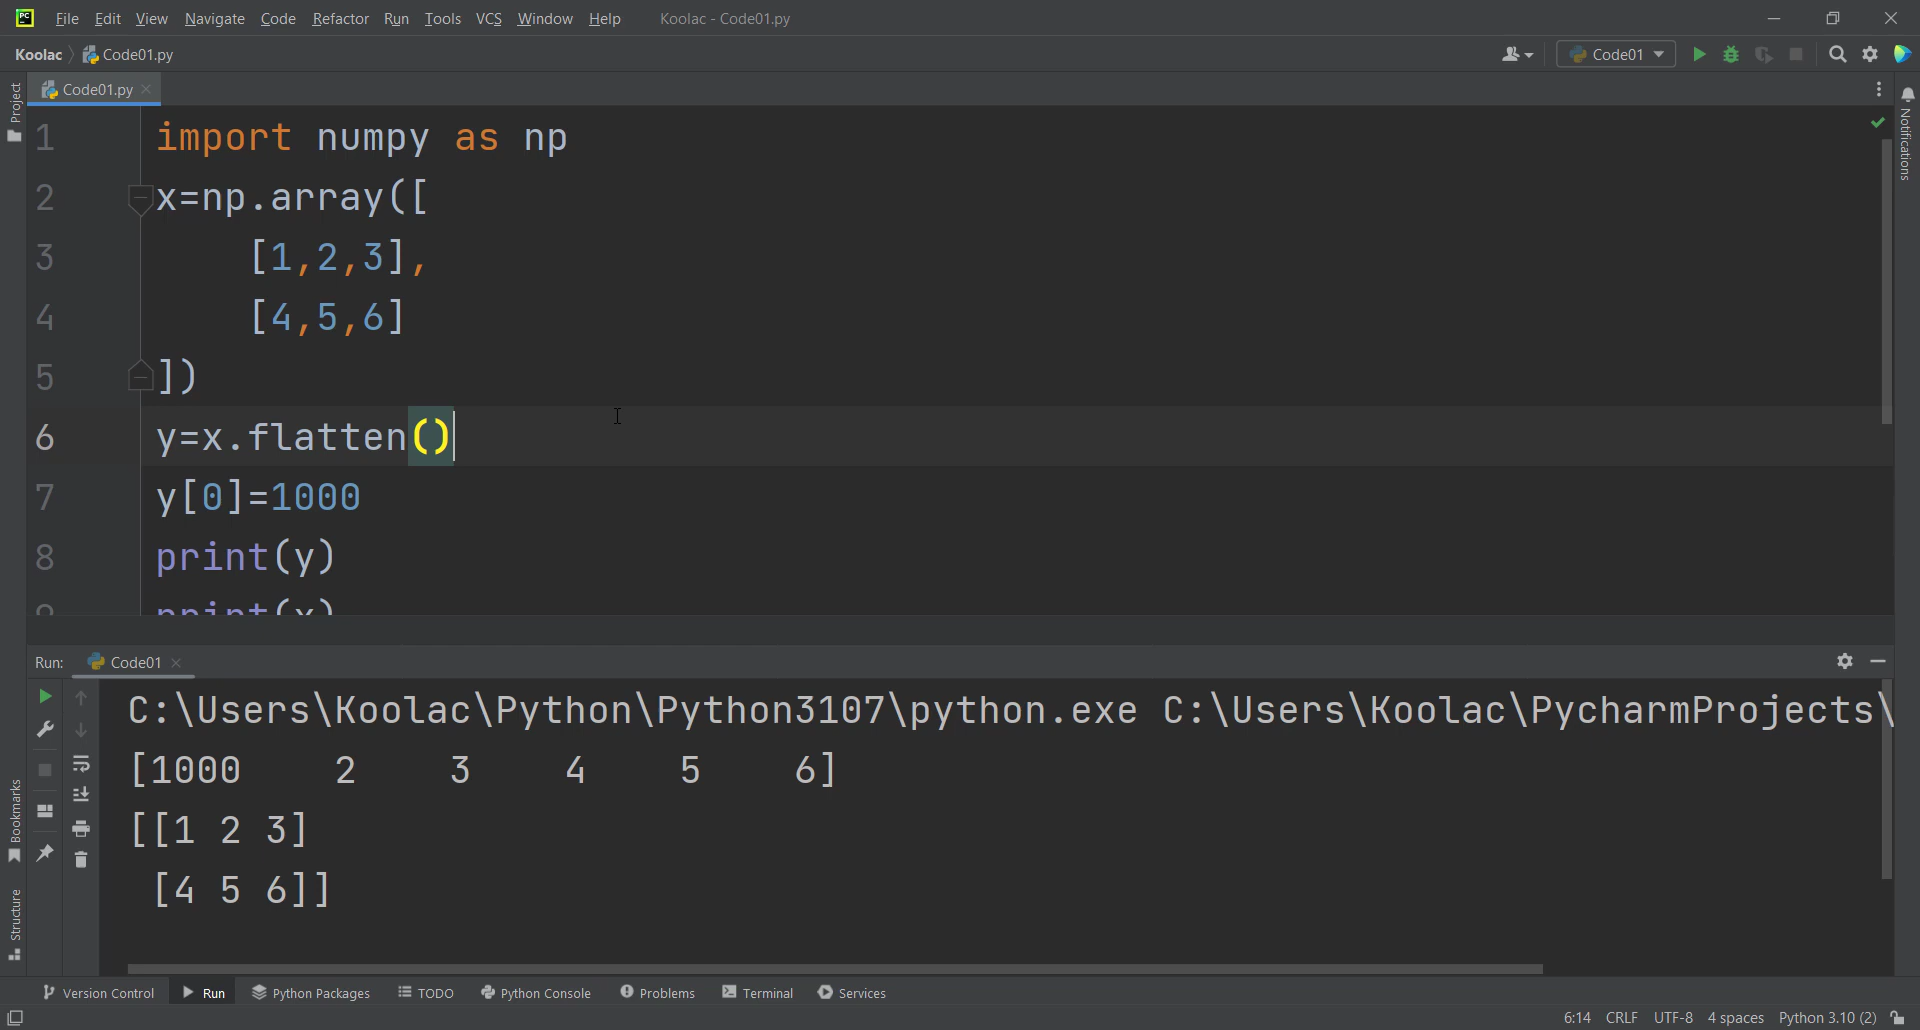 PC File Edit View Navigate Code Refactor Run Tools VCS Window Help Koolac - Code01.py
Koolac Code01.py Code01
Project Code01.py Notifications
1 import numpy as np
2 x=np.array([
3 [1,2,3],
4 [4,5,6]
5 ])
6 y=x.flatten()
7 y[0]=1000
8 print(y)
9 print(x)
Run: Code01
C:\Users\Koolac\Python\Python3107\python.exe C:\Users\Koolac\PycharmProjects\
[1000 2 3 4 5 6]
[[1 2 3]
[4 5 6]]
Bookmarks
Structure
Version Control Run Python Packages TODO Python Console Problems Terminal Services
6:14 CRLF UTF-8 4 spaces Python 3.10 (2)